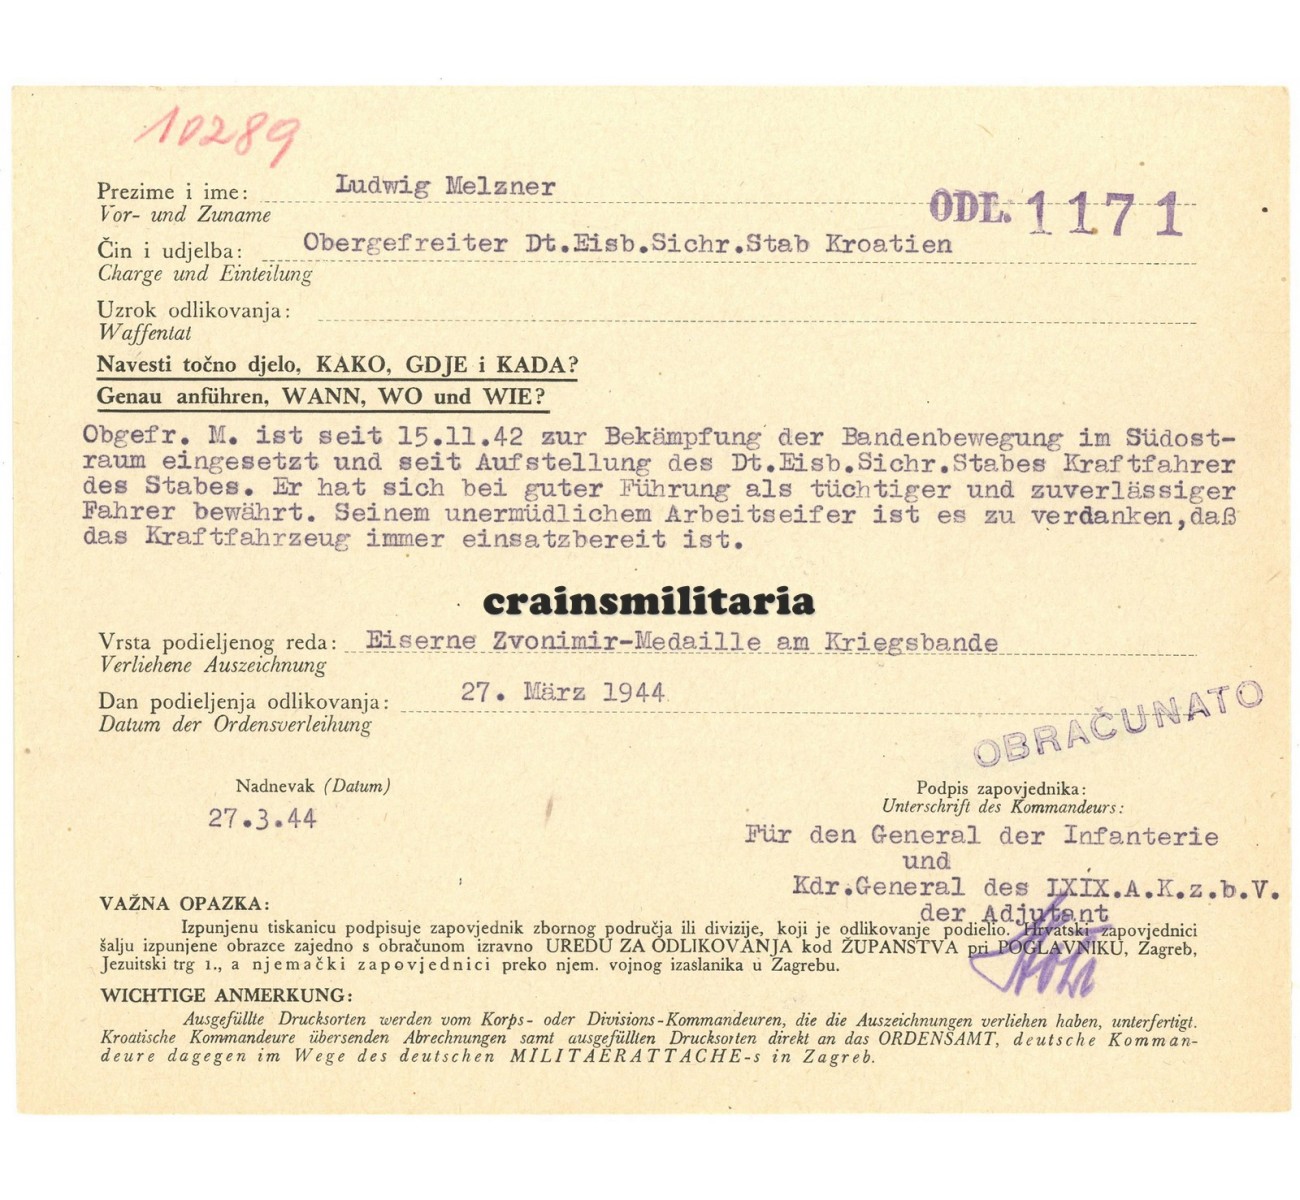 10289
Prezime i ime: Ludwig Melzner
Vor- und Zuname
ODL. 1171
Čin i udjelba: Obergefreiter Dt.Eisb.Sichr.Stab Kroatien
Charge und Einteilung
Uzrok odlikovanja:
Waffentat
Navesti točno djelo, KAKO, GDJE i KADA?
Genau anführen, WANN, WO und WIE?
Obgefr. M. ist seit 15.11.42 zur Bekämpfung der Bandenbewegung im Südost-
raum eingesetzt und seit Aufstellung des Dt.Eisb.Sichr.Stabes Kraftfahrer
des Stabes. Er hat sich bei guter Führung als tüchtiger und zuverlässiger
Fahrer bewährt. Seinem unermüdlichem Arbeitseifer ist es zu verdanken,daß
das Kraftfahrzeug immer einsatzbereit ist.
crainsmilitaria
Vrsta podieljenog reda: Eiserne Zvonimir-Medaille am Kriegsbande
Verliehene Auszeichnung
Dan podieljenja odlikovanja: 27. März 1944
Datum der Ordensverleihung
OBRAČUNATO
Nadnevak (Datum)
27.3.44
Podpis zapovjednika:
Unterschrift des Kommandeurs:
Für den General der Infanterie
und
Kdr.General des LXIX.A.K.z.b.V.
der Adjutant
VAŽNA OPAZKA:
Izpunjenu tiskanicu podpisuje zapovjednik zbornog područja ili divizije, koji je odlikovanje podielio. Hrvatski zapovjednici
šalju izpunjene obrazce zajedno s obračunom izravno UREDU ZA ODLIKOVANJA kod ŽUPANSTVA pri POGLAVNIKU, Zagreb,
Jezuitski trg 1., a njemački zapovjednici preko njem. vojnog izaslanika u Zagrebu.
WICHTIGE ANMERKUNG:
Ausgefüllte Drucksorten werden vom Korps- oder Divisions-Kommandeuren, die die Auszeichnungen verliehen haben, unterfertigt.
Kroatische Kommandeure übersenden Abrechnungen samt ausgefüllten Drucksorten direkt an das ORDENSAMT, deutsche Komman-
deure dagegen im Wege des deutschen MILITAERATTACHE-s in Zagreb.